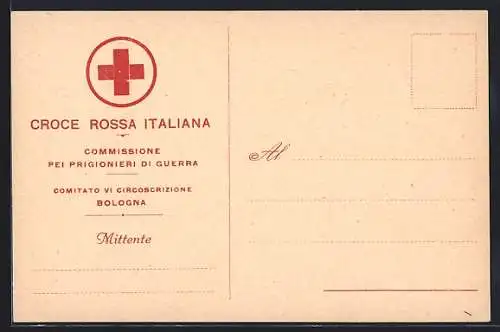 CROCE ROSSA ITALIANA
COMMISSIONE
PEI PRIGIONIERI DI GUERRA
COMITATO VI CIRCOSCRIZIONE
BOLOGNA
Mittente
Al